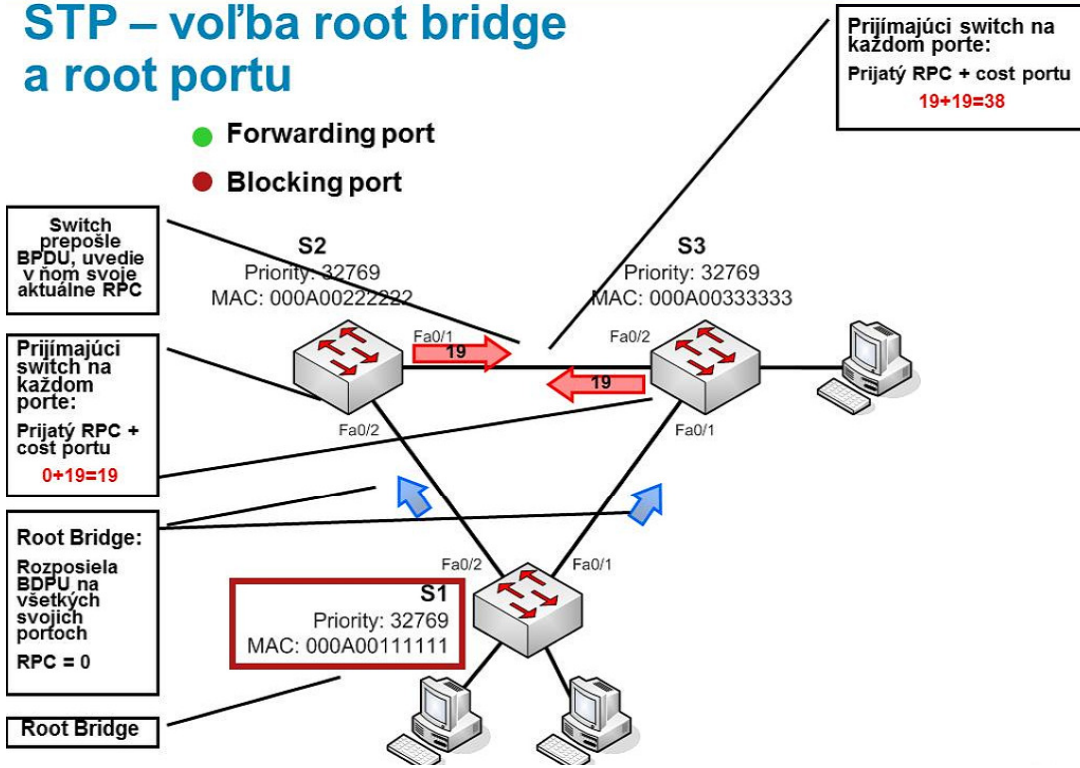 STP – voľba root bridge
a root portu
Forwarding port
Blocking port
Prijímajúci switch na
každom porte:
Prijatý RPC + cost portu
19+19=38
Switch
prepošle
BPDU, uvedie
v ňom svoje
aktuálne RPC
S2
Priority: 32769
MAC: 000A00222222
S3
Priority: 32769
MAC: 000A00333333
Fa0/1
19
Fa0/2
19
Prijímajúci
switch na
každom
porte:
Prijatý RPC +
cost portu
0+19=19
Fa0/2
Fa0/1
Root Bridge:
Rozposiela
BDPU na
všetkých
svojich
portoch
RPC = 0
Fa0/2
Fa0/1
S1
Priority: 32769
MAC: 000A00111111
Root Bridge